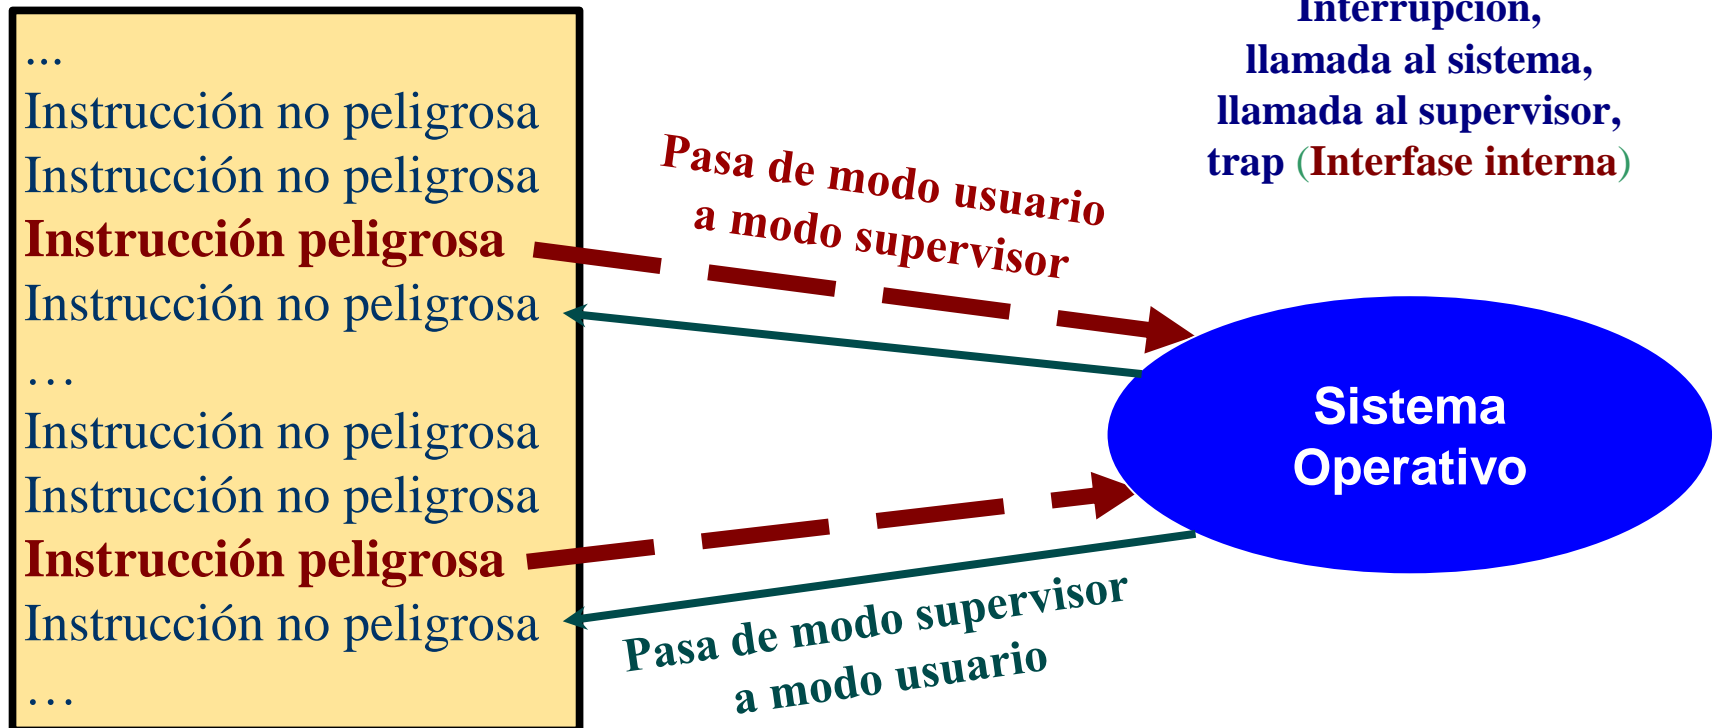 ...
Instrucción no peligrosa
Instrucción no peligrosa
Instrucción peligrosa
Instrucción no peligrosa
…
Instrucción no peligrosa
Instrucción no peligrosa
Instrucción peligrosa
Instrucción no peligrosa
…
Pasa de modo usuario
a modo supervisor
Interrupción,
llamada al sistema,
llamada al supervisor,
trap (Interfase interna)
Sistema
Operativo
Pasa de modo supervisor
a modo usuario